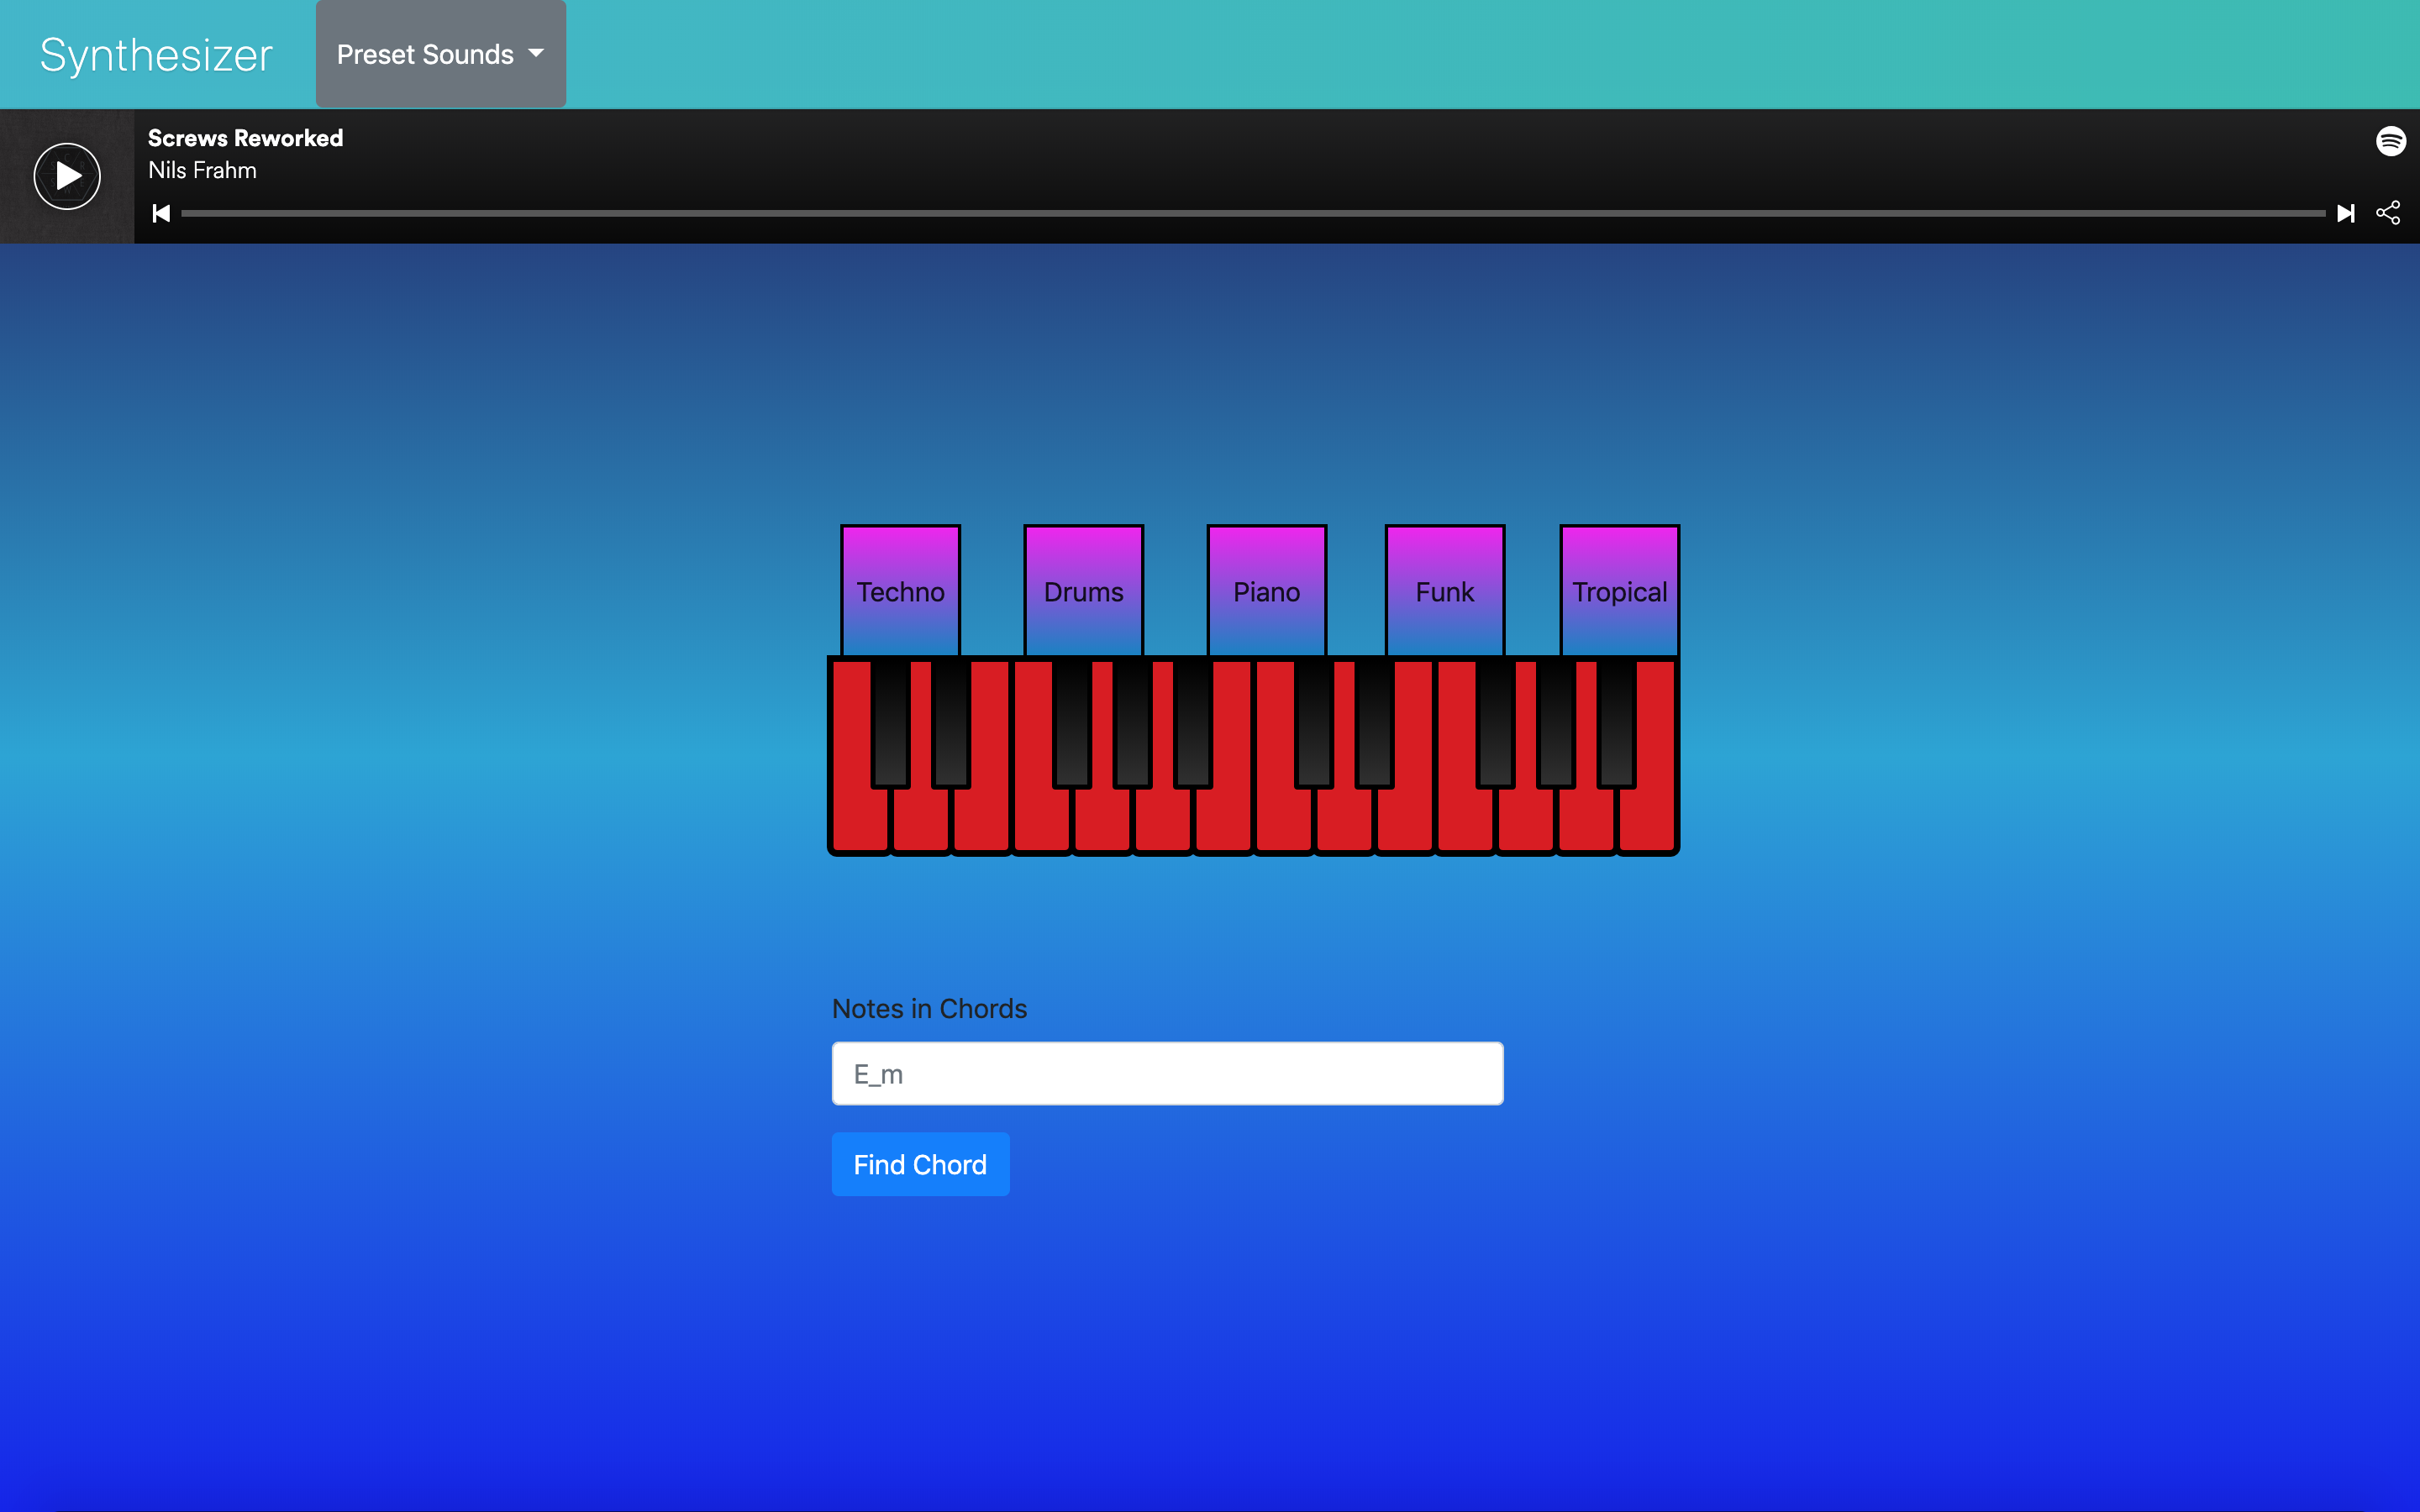 Synthesizer
Preset Sounds
Screws Reworked
Nils Frahm
Techno
Drums
Piano
Funk
Tropical
Notes in Chords
E_m
Find Chord